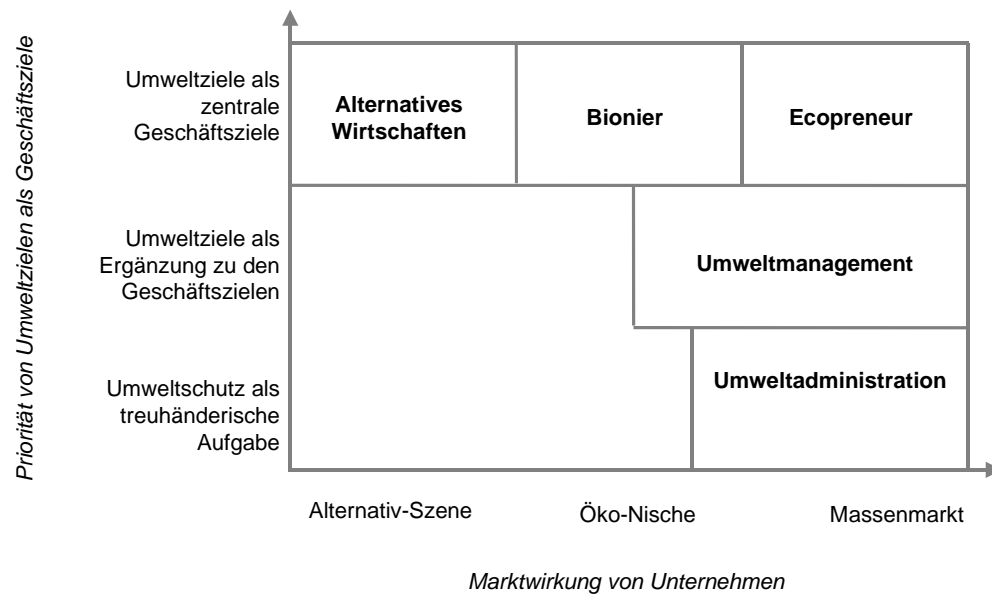 Priorität von Umweltzielen als Geschäftsziele
Umweltziele als
zentrale
Geschäftsziele
Alternatives
Wirtschaften
Bionier
Ecopreneur
Umweltziele als
Ergänzung zu den
Geschäftszielen
Umweltmanagement
Umweltschutz als
treuhänderische
Aufgabe
Umweltadministration
Alternativ-Szene
Öko-Nische
Massenmarkt
Marktwirkung von Unternehmen